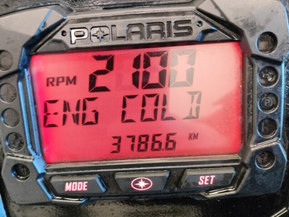 POLARIS
RPM 2100
ENG COLD
3786.6 KM
MODE SET